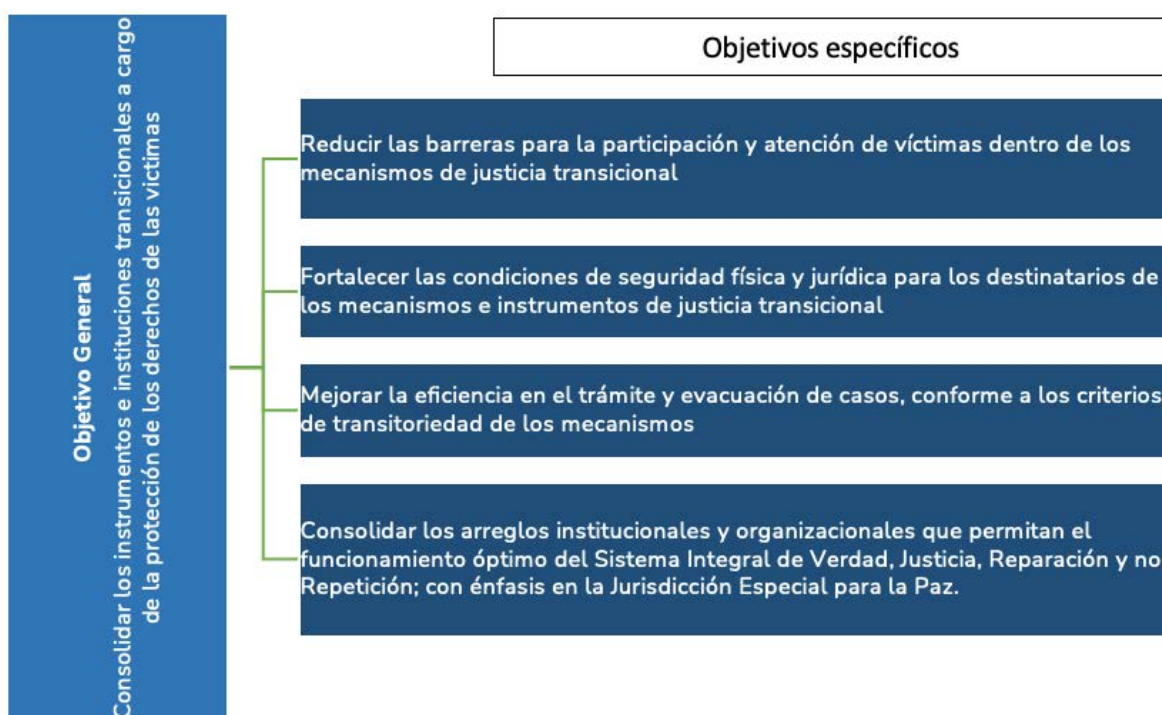 Objetivo General
Consolidar los instrumentos e instituciones transicionales a cargo
de la protección de los derechos de las victimas
Objetivos específicos
Reducir las barreras para la participación y atención de víctimas dentro de los
mecanismos de justicia transicional
Fortalecer las condiciones de seguridad física y jurídica para los destinatarios de
los mecanismos e instrumentos de justicia transicional
Mejorar la eficiencia en el trámite y evacuación de casos, conforme a los criterios
de transitoriedad de los mecanismos
Consolidar los arreglos institucionales y organizacionales que permitan el
funcionamiento óptimo del Sistema Integral de Verdad, Justicia, Reparación y no
Repetición; con énfasis en la Jurisdicción Especial para la Paz.